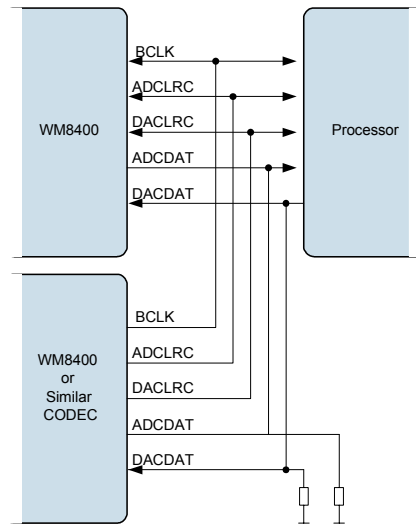 BCLK
ADCLRC
DACLRC
ADCDAT
DACDAT
WM8400
Processor
BCLK
ADCLRC
DACLRC
ADCDAT
DACDAT
WM8400
or
Similar
CODEC